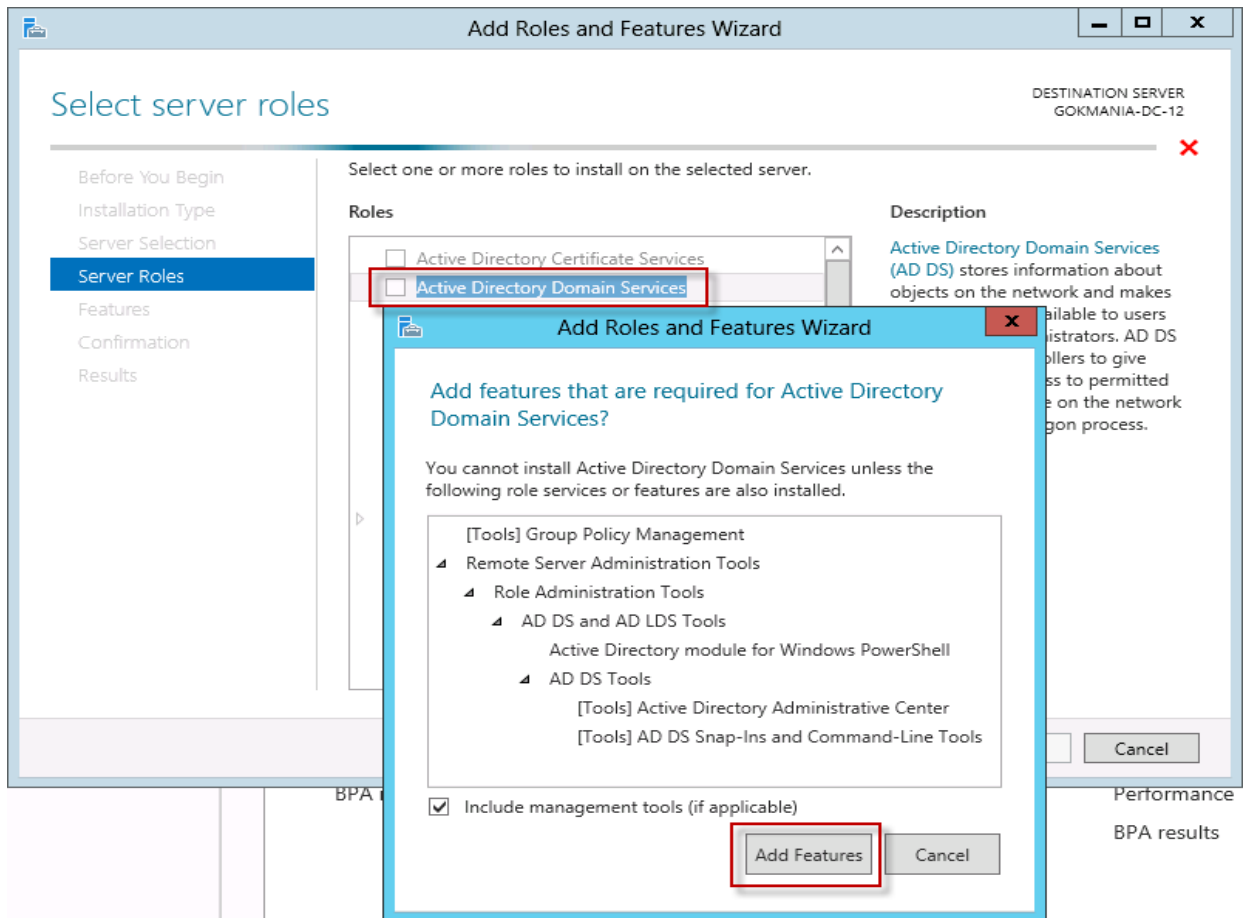 Add Roles and Features Wizard
Select server roles
DESTINATION SERVER
GOKMANIA-DC-12
Before You Begin
Installation Type
Server Selection
Server Roles
Features
Confirmation
Results
Select one or more roles to install on the selected server.
Roles
Active Directory Certificate Services
Active Directory Domain Services
Description
Active Directory Domain Services
(AD DS) stores information about
objects on the network and makes
users
AD DS
to give
to permitted
on the network
process.
Add Roles and Features Wizard
Add features that are required for Active Directory
Domain Services?
You cannot install Active Directory Domain Services unless the
following role services or features are also installed.
[Tools] Group Policy Management
Remote Server Administration Tools
Role Administration Tools
AD DS and AD LDS Tools
Active Directory module for Windows PowerShell
AD DS Tools
[Tools] Active Directory Administrative Center
[Tools] AD DS Snap-Ins and Command-Line Tools
Include management tools (if applicable)
Add Features
Cancel
Cancel
BPA
Performance
BPA results